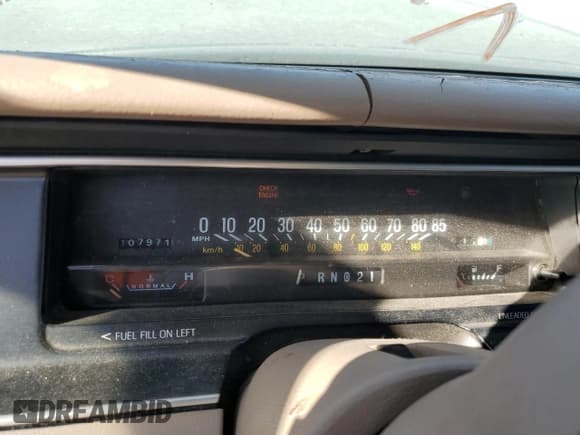 CHECK
ENGINE
0 10 20 30 40 50 60 70 80 85
MPH
km/h 10 20 40 60 80 100 120 140
107971
C H
NORMAL
P R N D 2 1
E F
< FUEL FILL ON LEFT
UNLEADED
DREAMBID